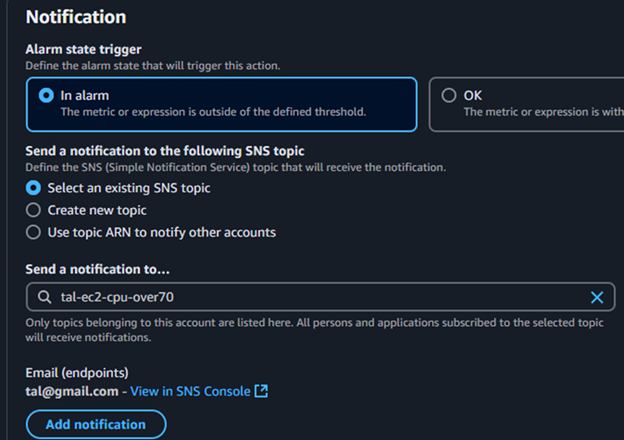 Notification
Alarm state trigger
Define the alarm state that will trigger this action.
In alarm
The metric or expression is outside of the defined threshold.
OK
The metric or expression is with
Send a notification to the following SNS topic
Define the SNS (Simple Notification Service) topic that will receive the notification.
Select an existing SNS topic
Create new topic
Use topic ARN to notify other accounts
Send a notification to…
tal-ec2-cpu-over70
Only topics belonging to this account are listed here. All persons and applications subscribed to the selected topic
will receive notifications.
Email (endpoints)
tal@gmail.com - View in SNS Console
Add notification